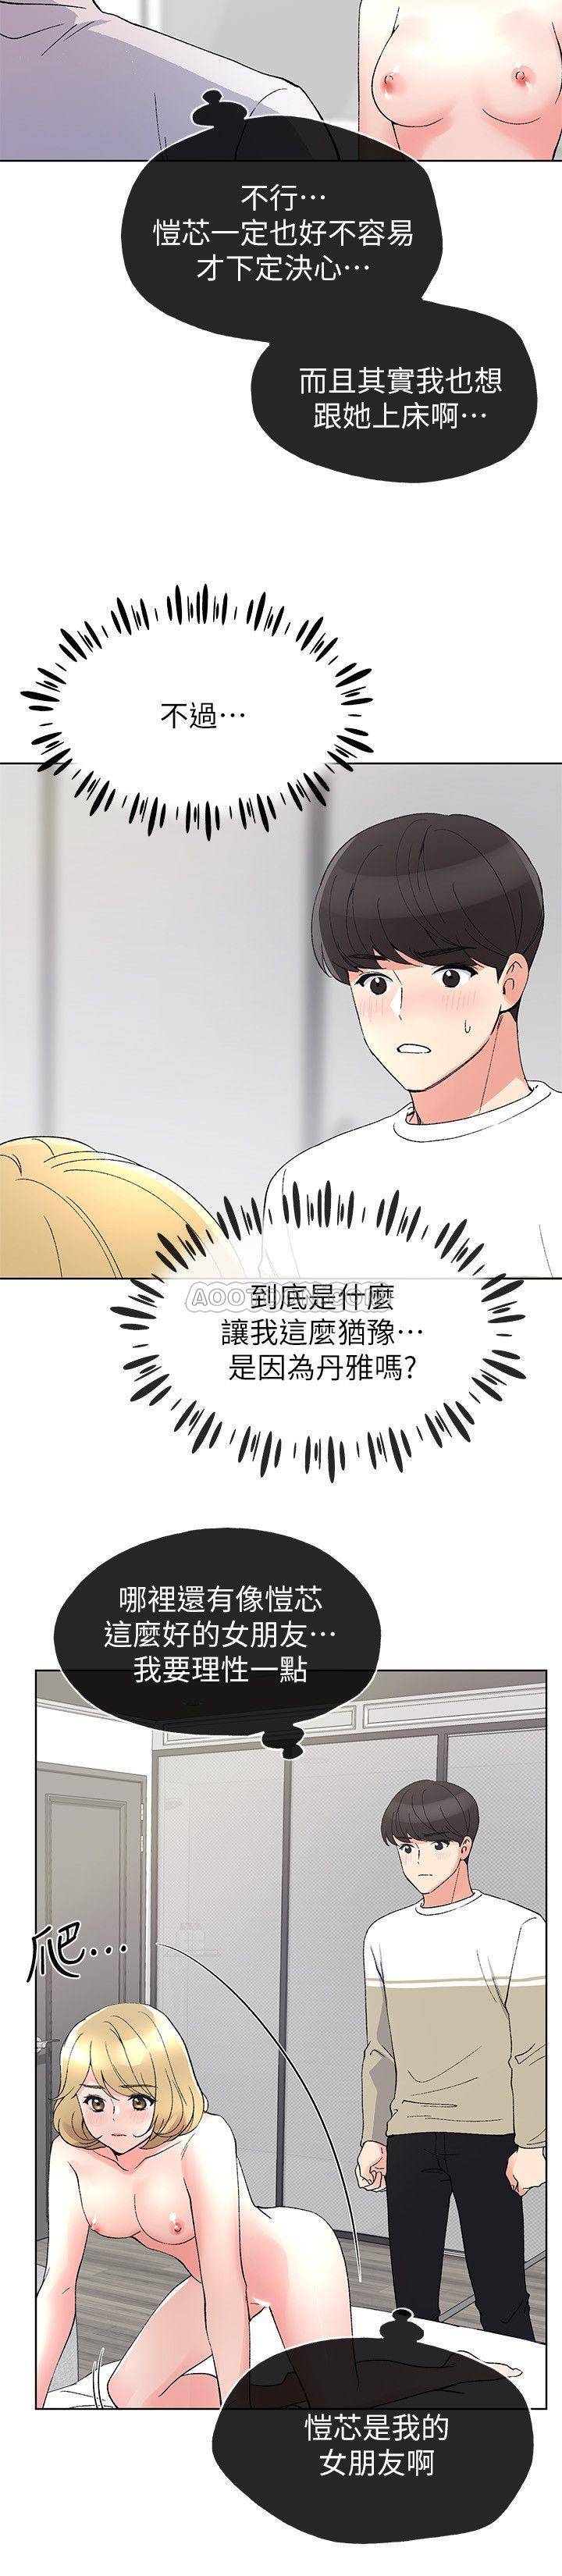 不行…
愷芯一定也好不容易
才下定決心…
而且其實我也想
跟她上床啊…
不過…
到底是什麼
讓我這麼猶豫…
是因為丹雅嗎?
哪裡還有像愷芯
這麼好的女朋友…
我要理性一點
爬…
愷芯是我的
女朋友啊